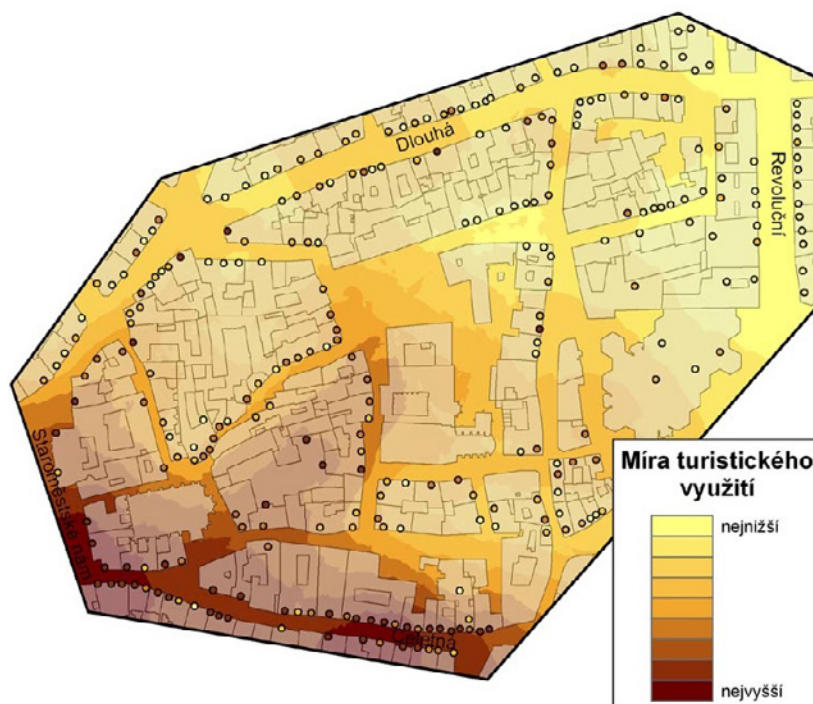 Dlouhá
Revoluční
Staroměstské nám
Celetná
Míra turistického
využití
nejnižší
nejvyšší